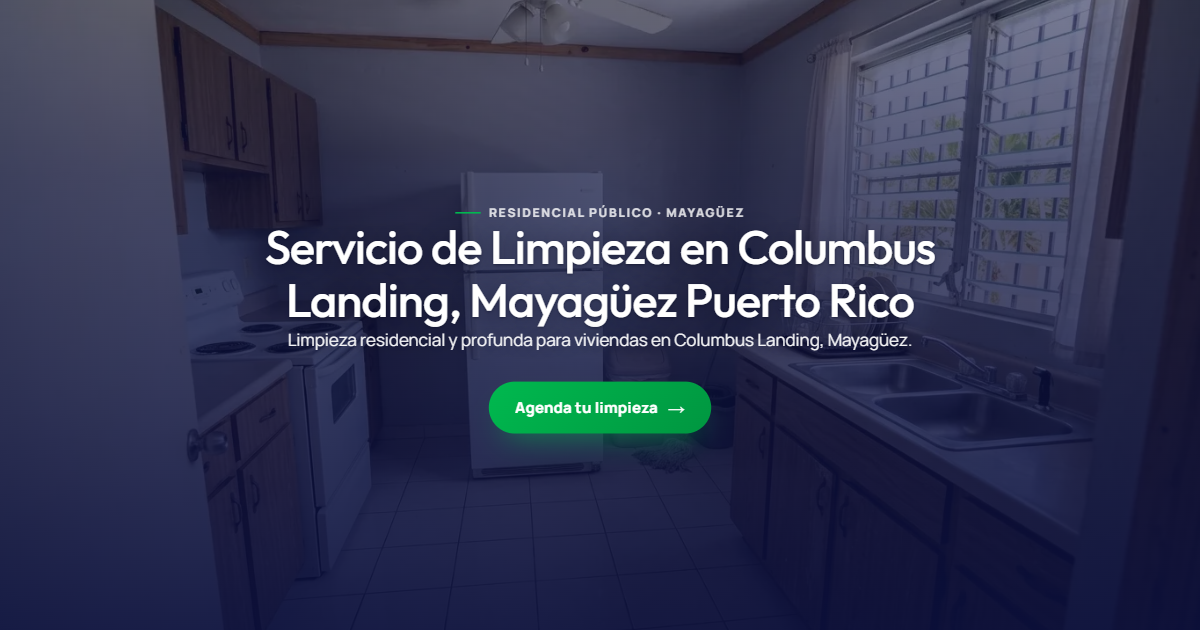 RESIDENCIAL PÚBLICO · MAYAGÜEZ
Servicio de Limpieza en Columbus
Landing, Mayagüez Puerto Rico
Limpieza residencial y profunda para viviendas en Columbus Landing, Mayagüez.
Agenda tu limpieza →